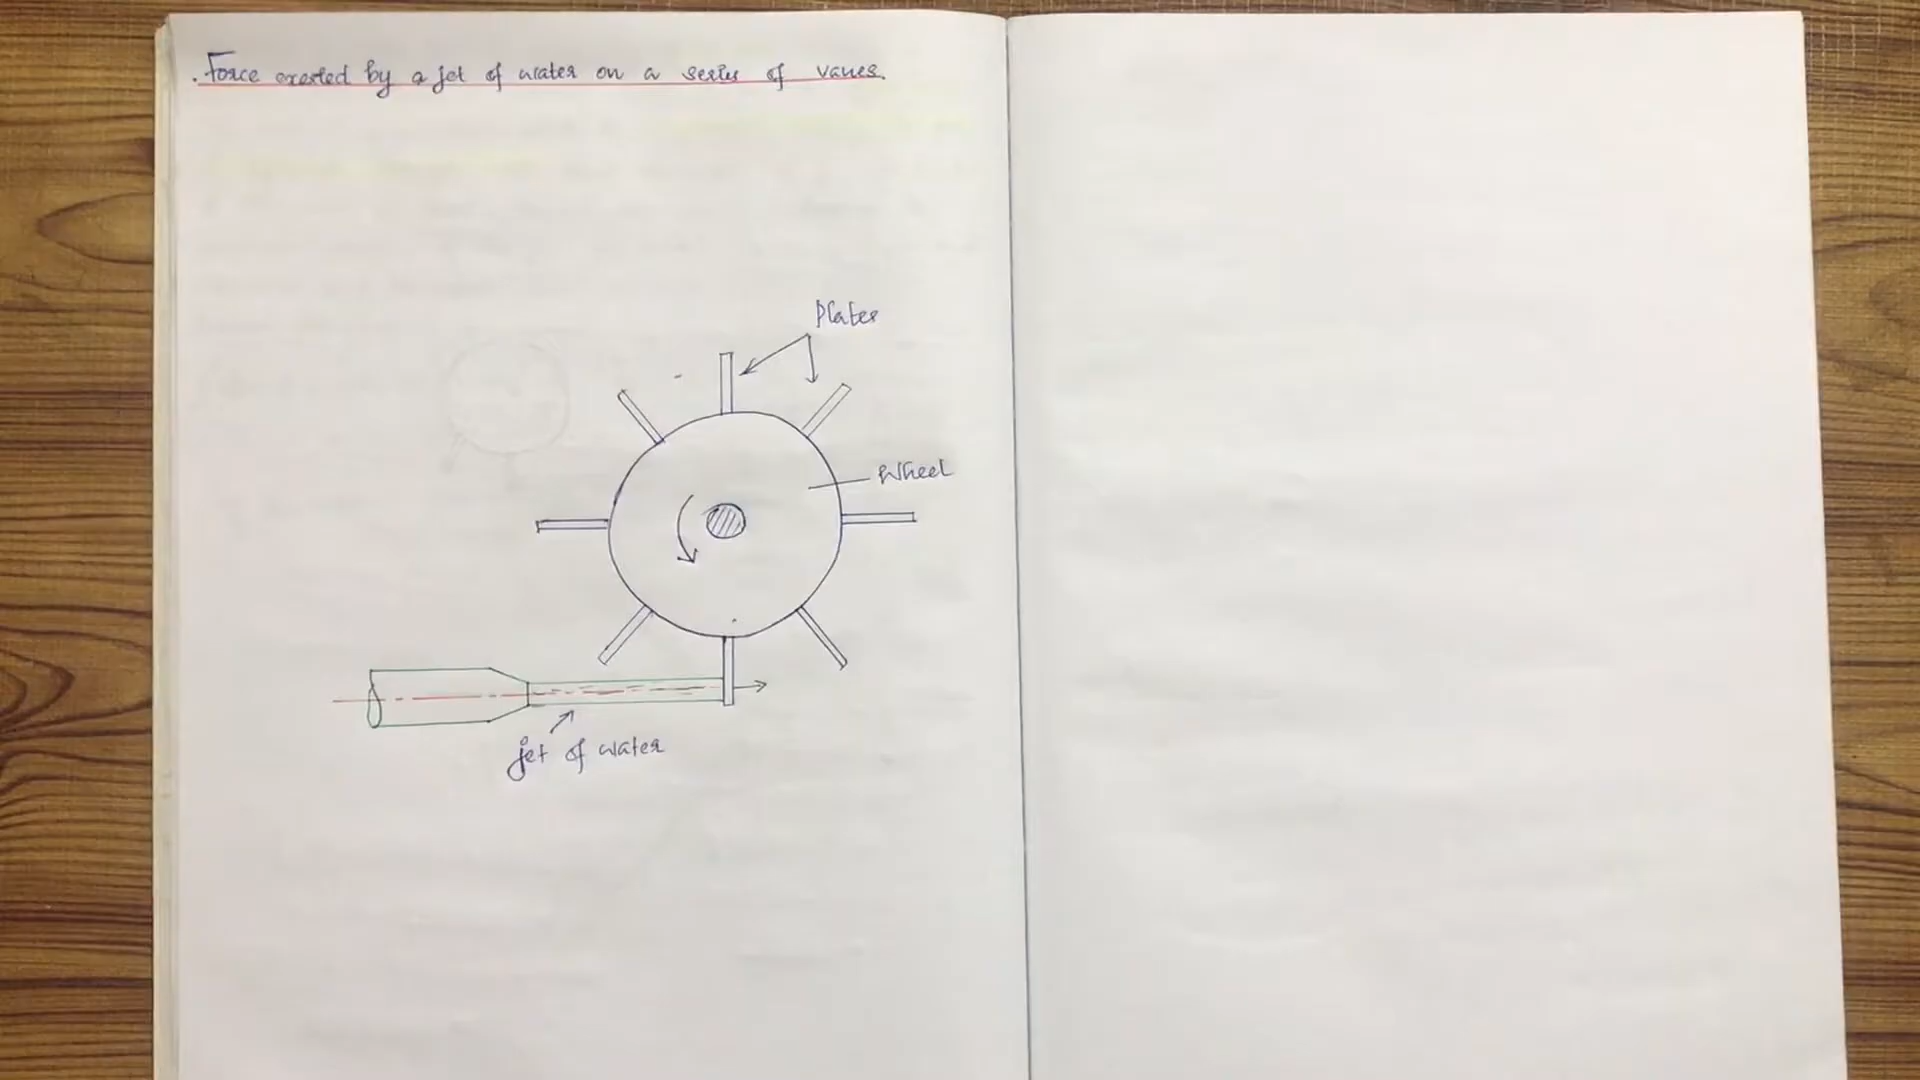 . Force exerted by a jet of water on a series of vanes.
Plates
Wheel
jet of water